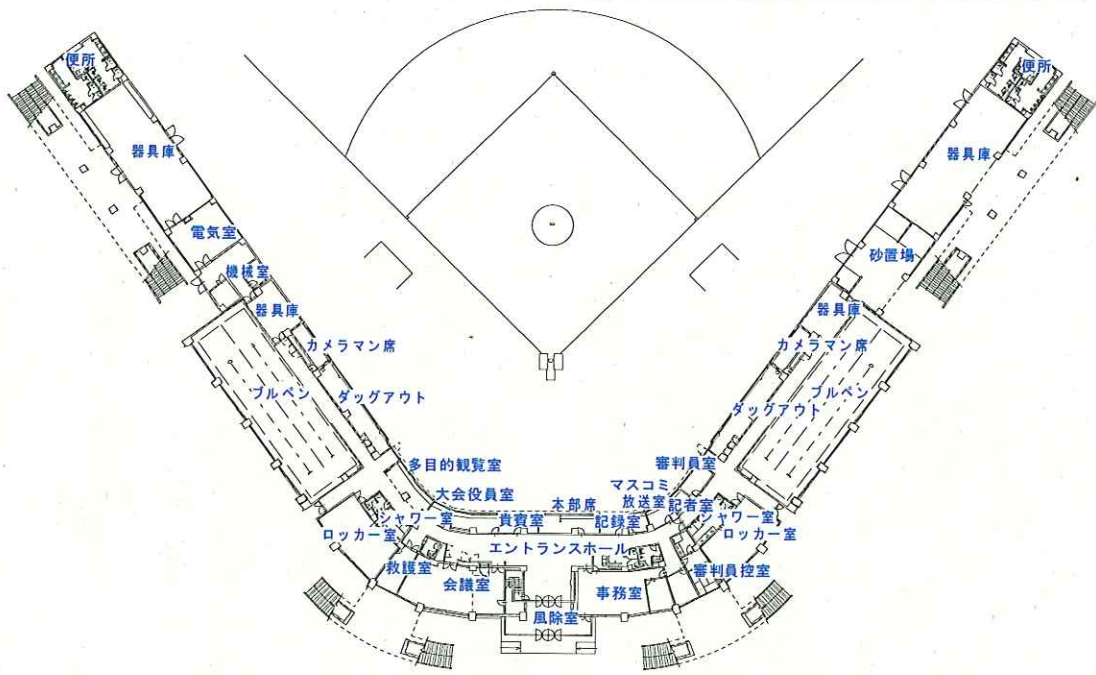 便所
便所
器具庫
器具庫
電気室
砂置場
機械室
器具庫
器具庫
カメラマン席
カメラマン席
ブルペン
ダッグアウト
ダッグアウト
ブルペン
多目的観覧室
審判員室
大会役員室
マスコミ
放送室
本部席
記者室
シャワー室
貴賓室
記録室
シャワー室
ロッカー室
ロッカー室
エントランスホール
救護室
審判員控室
会議室
事務室
風除室